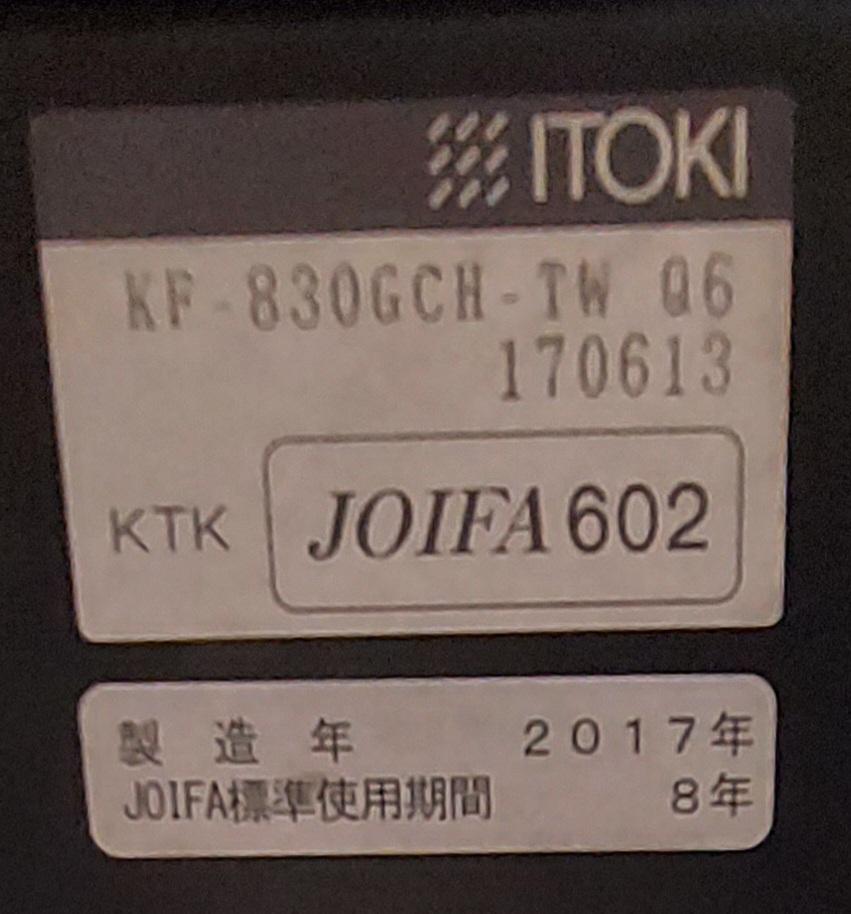 ITOKI
KF-830GCH-TW Q6
170613
KTK JOIFA602
製造年 2017年
JOIFA標準使用期間 8年